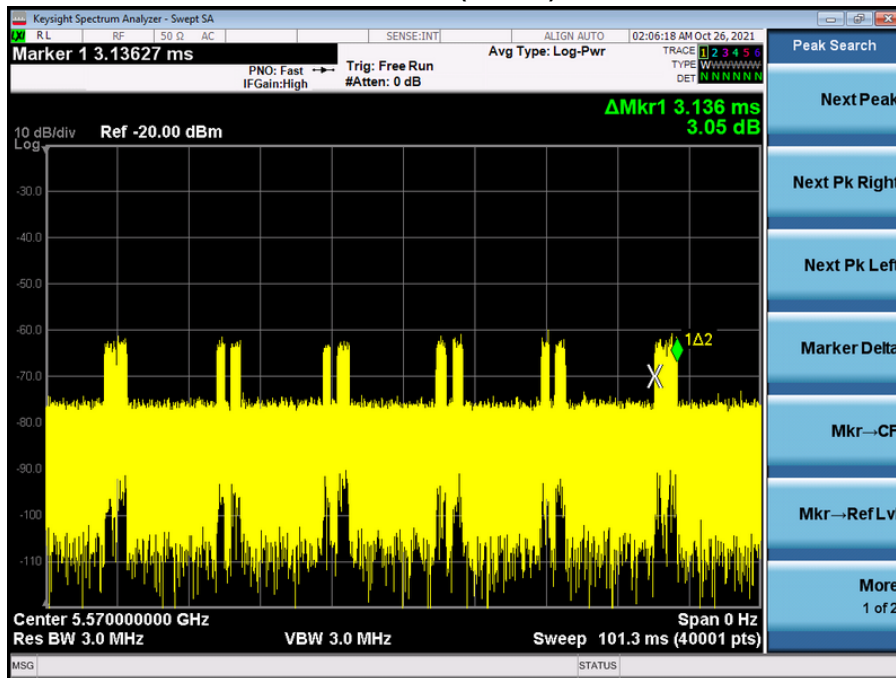 Keysight Spectrum Analyzer - Swept SA
LXI RL RF 50 Ω AC SENSE:INT ALIGN AUTO 02:06:18 AM Oct 26, 2021
Marker 1 3.13627 ms
PNO: Fast
IFGain:High
Trig: Free Run
#Atten: 0 dB
Avg Type: Log-Pwr
TRACE 1 2 3 4 5 6
TYPE WWWWWW
DET N N N N N N
Peak Search
Next Peak
Next Pk Right
Next Pk Left
Marker Delta
Mkr→CF
Mkr→Ref Lvl
More
1 of 2
ΔMkr1 3.136 ms
3.05 dB
10 dB/div Ref -20.00 dBm
Log
-30.0
-40.0
-50.0
-60.0
1Δ2
-70.0
X
-80.0
-90.0
-100
-110
Center 5.570000000 GHz Span 0 Hz
Res BW 3.0 MHz VBW 3.0 MHz Sweep 101.3 ms (40001 pts)
MSG STATUS